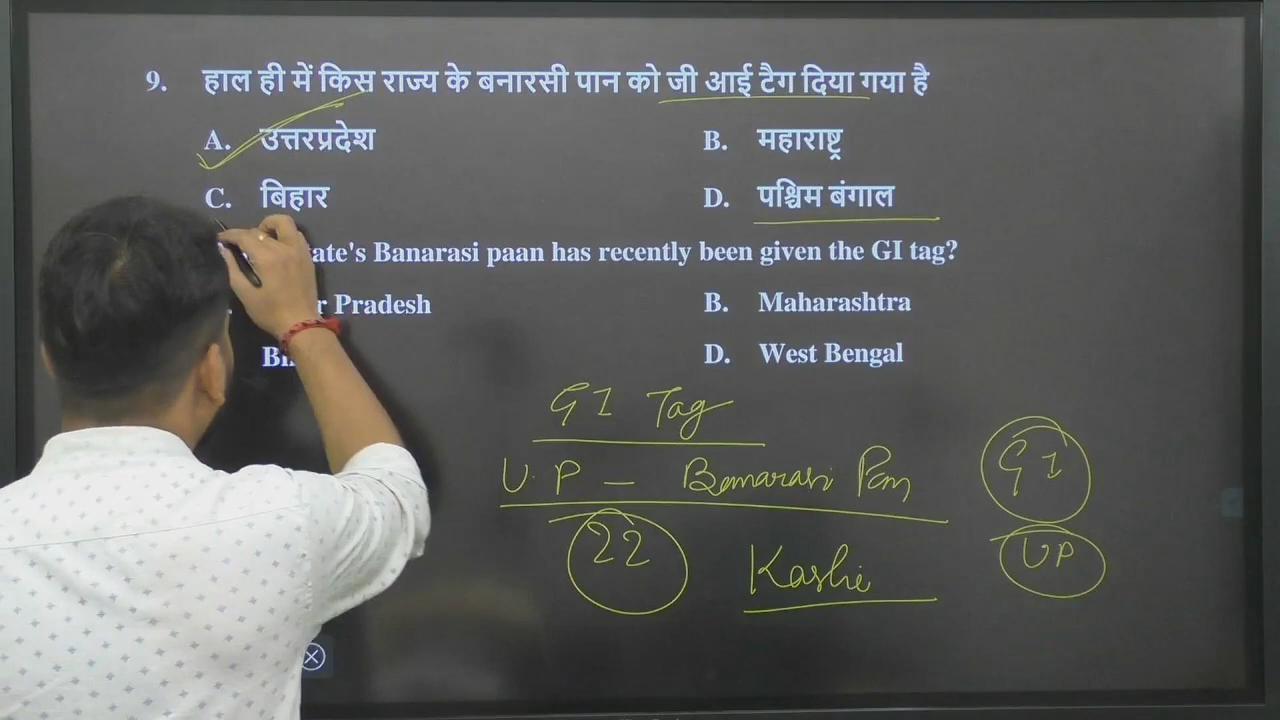 9. हाल ही में किस राज्य के बनारसी पान को जी आई टैग दिया गया है
A. उत्तरप्रदेश B. महाराष्ट्र
C. बिहार D. पश्चिम बंगाल
ate's Banarasi paan has recently been given the GI tag?
r Pradesh B. Maharashtra
D. West Bengal
GI Tag
U.P - Banarasi Pan GI
22 Kashi UP